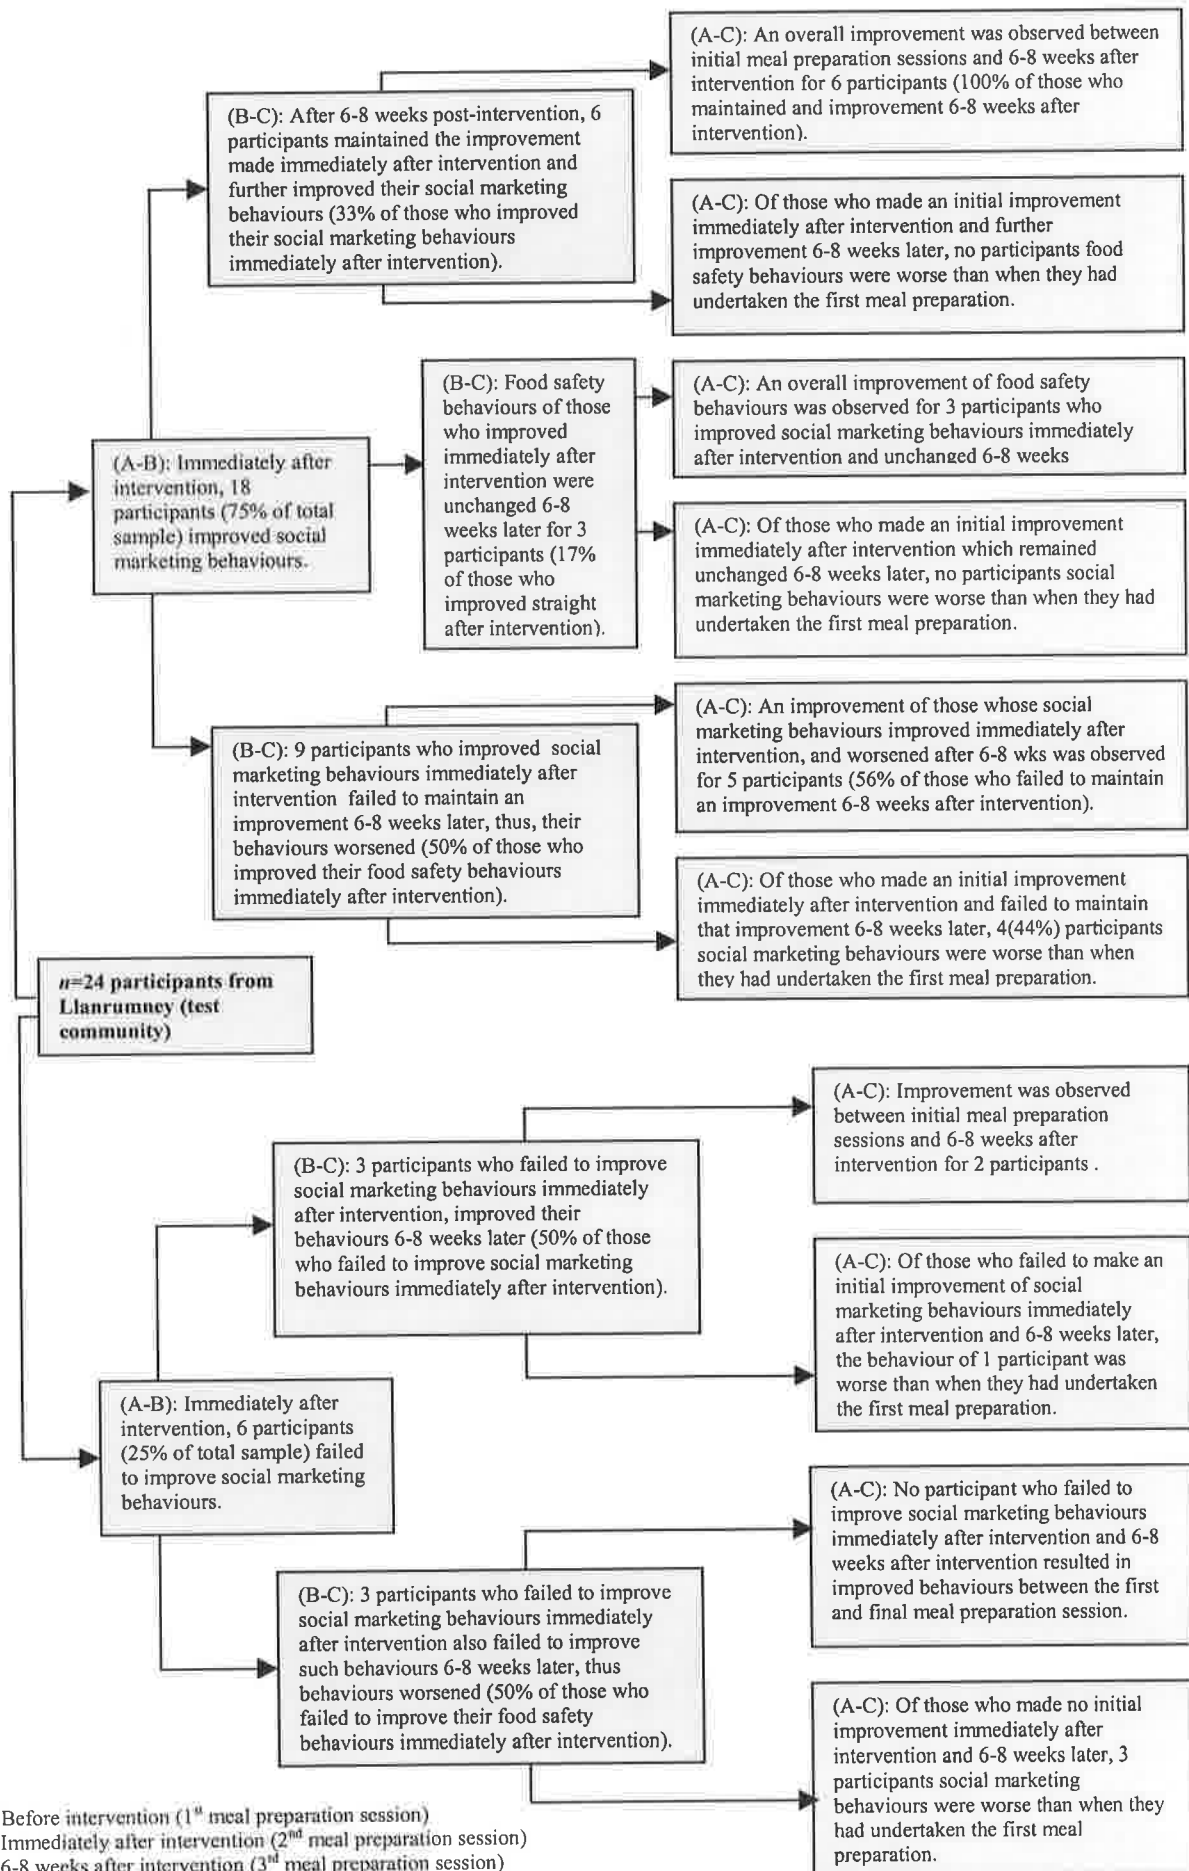 (A-C): An overall improvement was observed between
initial meal preparation sessions and 6-8 weeks after
intervention for 6 participants (100% of those who
maintained and improvement 6-8 weeks after
intervention).
(B-C): After 6-8 weeks post-intervention, 6
participants maintained the improvement
made immediately after intervention and
further improved their social marketing
behaviours (33% of those who improved
their social marketing behaviours
immediately after intervention).
(A-C): Of those who made an initial improvement
immediately after intervention and further
improvement 6-8 weeks later, no participants food
safety behaviours were worse than when they had
undertaken the first meal preparation.
(A-B): Immediately after
intervention, 18
participants (75% of total
sample) improved social
marketing behaviours.
(B-C): Food safety
behaviours of those
who improved
immediately after
intervention were
unchanged 6-8
weeks later for 3
participants (17%
of those who
improved straight
after intervention).
(A-C): An overall improvement of food safety
behaviours was observed for 3 participants who
improved social marketing behaviours immediately
after intervention and unchanged 6-8 weeks
(A-C): Of those who made an initial improvement
immediately after intervention which remained
unchanged 6-8 weeks later, no participants social
marketing behaviours were worse than when they had
undertaken the first meal preparation.
(B-C): 9 participants who improved social
marketing behaviours immediately after
intervention failed to maintain an
improvement 6-8 weeks later, thus, their
behaviours worsened (50% of those who
improved their food safety behaviours
immediately after intervention).
(A-C): An improvement of those whose social
marketing behaviours improved immediately after
intervention, and worsened after 6-8 wks was observed
for 5 participants (56% of those who failed to maintain
an improvement 6-8 weeks after intervention).
(A-C): Of those who made an initial improvement
immediately after intervention and failed to maintain
that improvement 6-8 weeks later, 4(44%) participants
social marketing behaviours were worse than when
they had undertaken the first meal preparation.
n=24 participants from
Llanrumney (test
community)
(A-C): Improvement was observed
between initial meal preparation
sessions and 6-8 weeks after
intervention for 2 participants .
(B-C): 3 participants who failed to improve
social marketing behaviours immediately
after intervention, improved their
behaviours 6-8 weeks later (50% of those
who failed to improve social marketing
behaviours immediately after intervention).
(A-C): Of those who failed to make an
initial improvement of social
marketing behaviours immediately
after intervention and 6-8 weeks later,
the behaviour of 1 participant was
worse than when they had undertaken
the first meal preparation.
(A-B): Immediately after
intervention, 6 participants
(25% of total sample) failed
to improve social marketing
behaviours.
(A-C): No participant who failed to
improve social marketing behaviours
immediately after intervention and 6-8
weeks after intervention resulted in
improved behaviours between the first
and final meal preparation session.
(B-C): 3 participants who failed to improve
social marketing behaviours immediately
after intervention also failed to improve
such behaviours 6-8 weeks later, thus
behaviours worsened (50% of those who
failed to improve their food safety
behaviours immediately after intervention).
(A-C): Of those who made no initial
improvement immediately after
intervention and 6-8 weeks later, 3
participants social marketing
behaviours were worse than when they
had undertaken the first meal
preparation.
Before intervention (1st meal preparation session)
Immediately after intervention (2nd meal preparation session)
6-8 weeks after intervention (3rd meal preparation session)